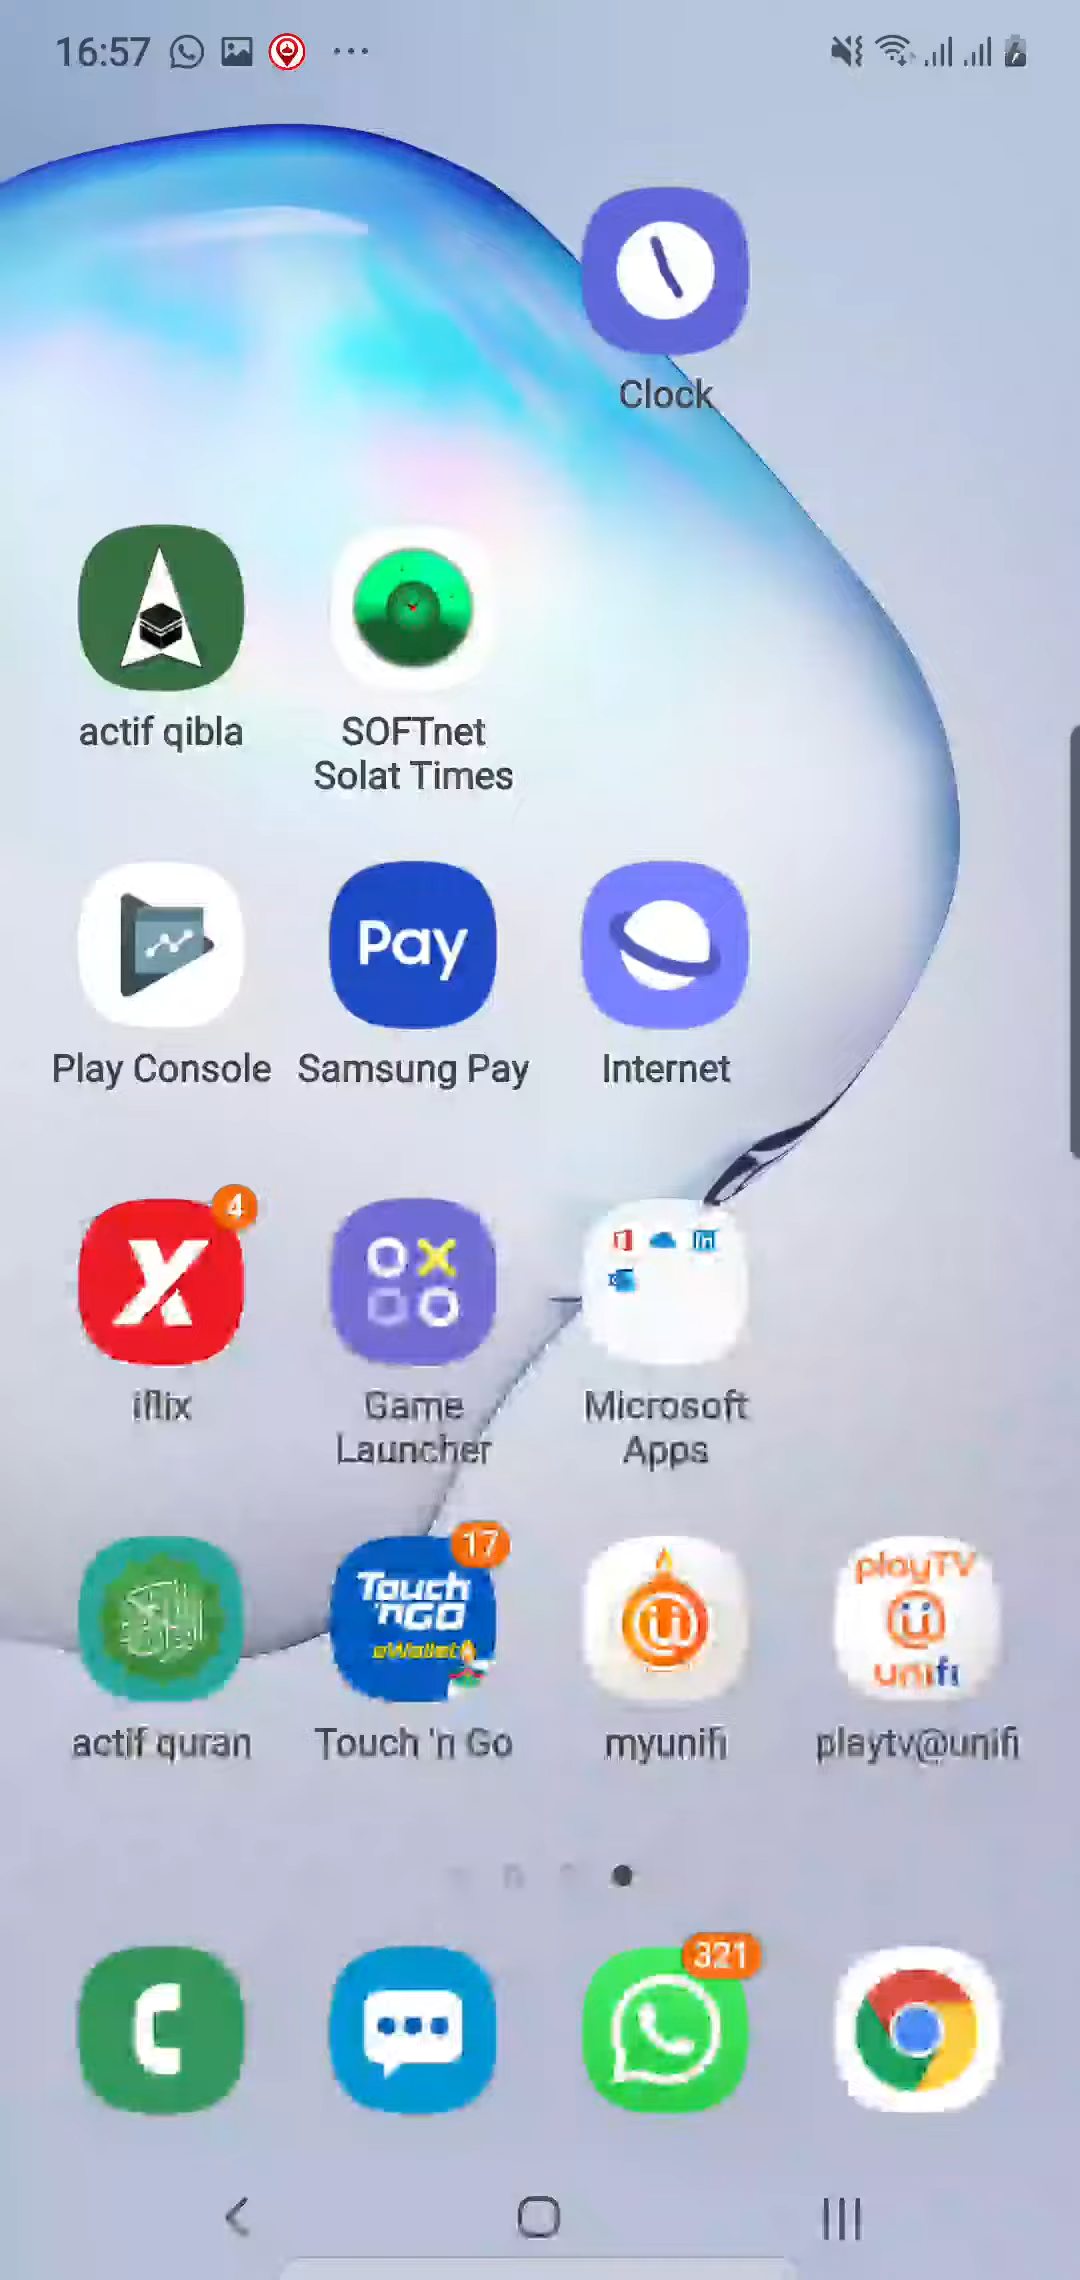 16:57
Clock
actif qibla
SOFTnet
Solat Times
Pay
Play Console
Samsung Pay
Internet
4
iflix
Game
Launcher
Microsoft
Apps
17
Touch
'nGO
eWallet
playTV
unifi
actif quran
Touch 'n Go
myunifi
playtv@unifi
321